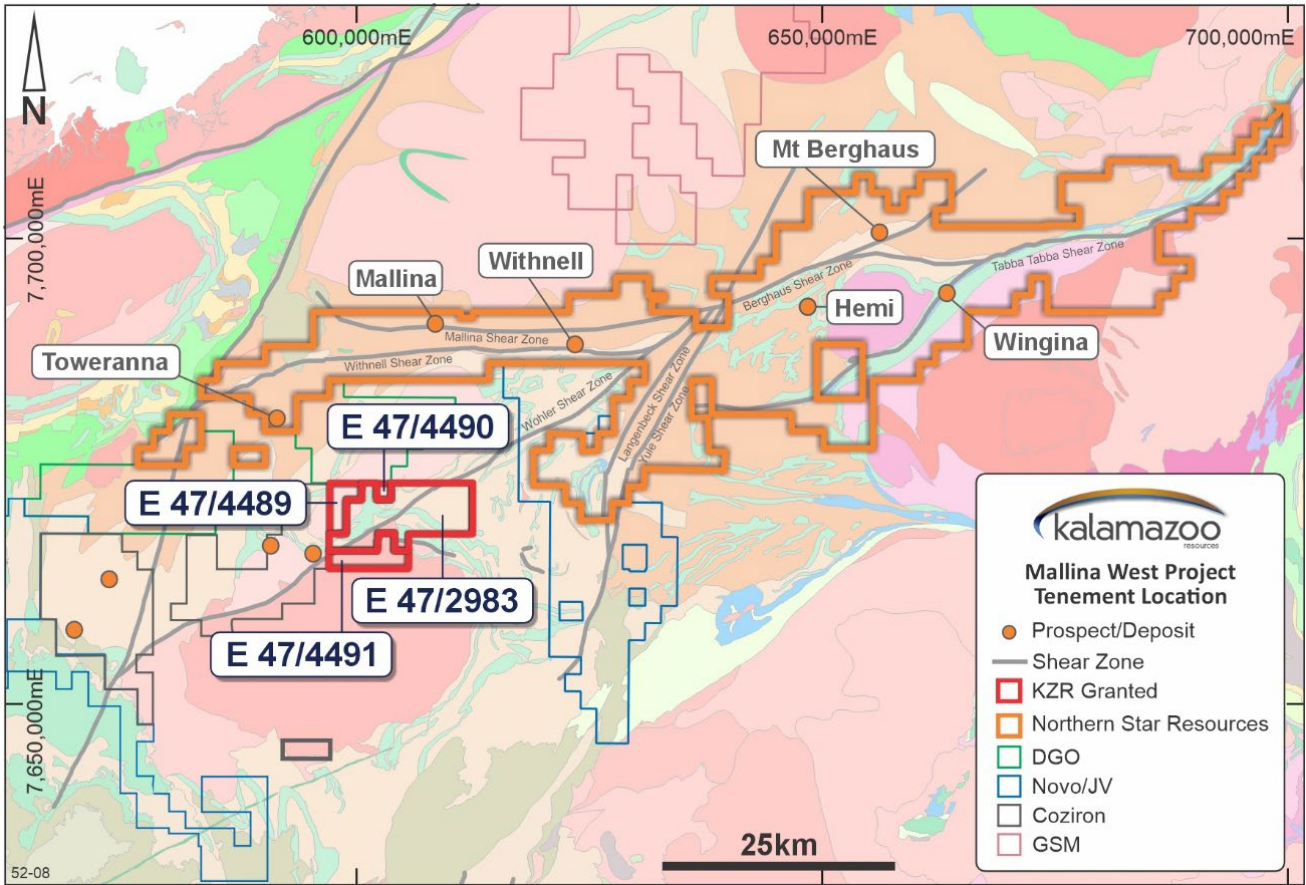 600,000mE
650,000mE
700,000mE
N
7,700,000mE
7,650,000mE
Mt Berghaus
Withnell
Mallina
Hemi
Wingina
Toweranna
Tabba Tabba Shear Zone
Berghaus Shear Zone
Mallina Shear Zone
Withnell Shear Zone
Wohler Shear Zone
Langenbeck Shear Zone
Yule Shear Zone
E 47/4490
E 47/4489
E 47/2983
E 47/4491
kalamazoo
resources
Mallina West Project
Tenement Location
Prospect/Deposit
Shear Zone
KZR Granted
Northern Star Resources
DGO
Novo/JV
Coziron
GSM
25km
52-08